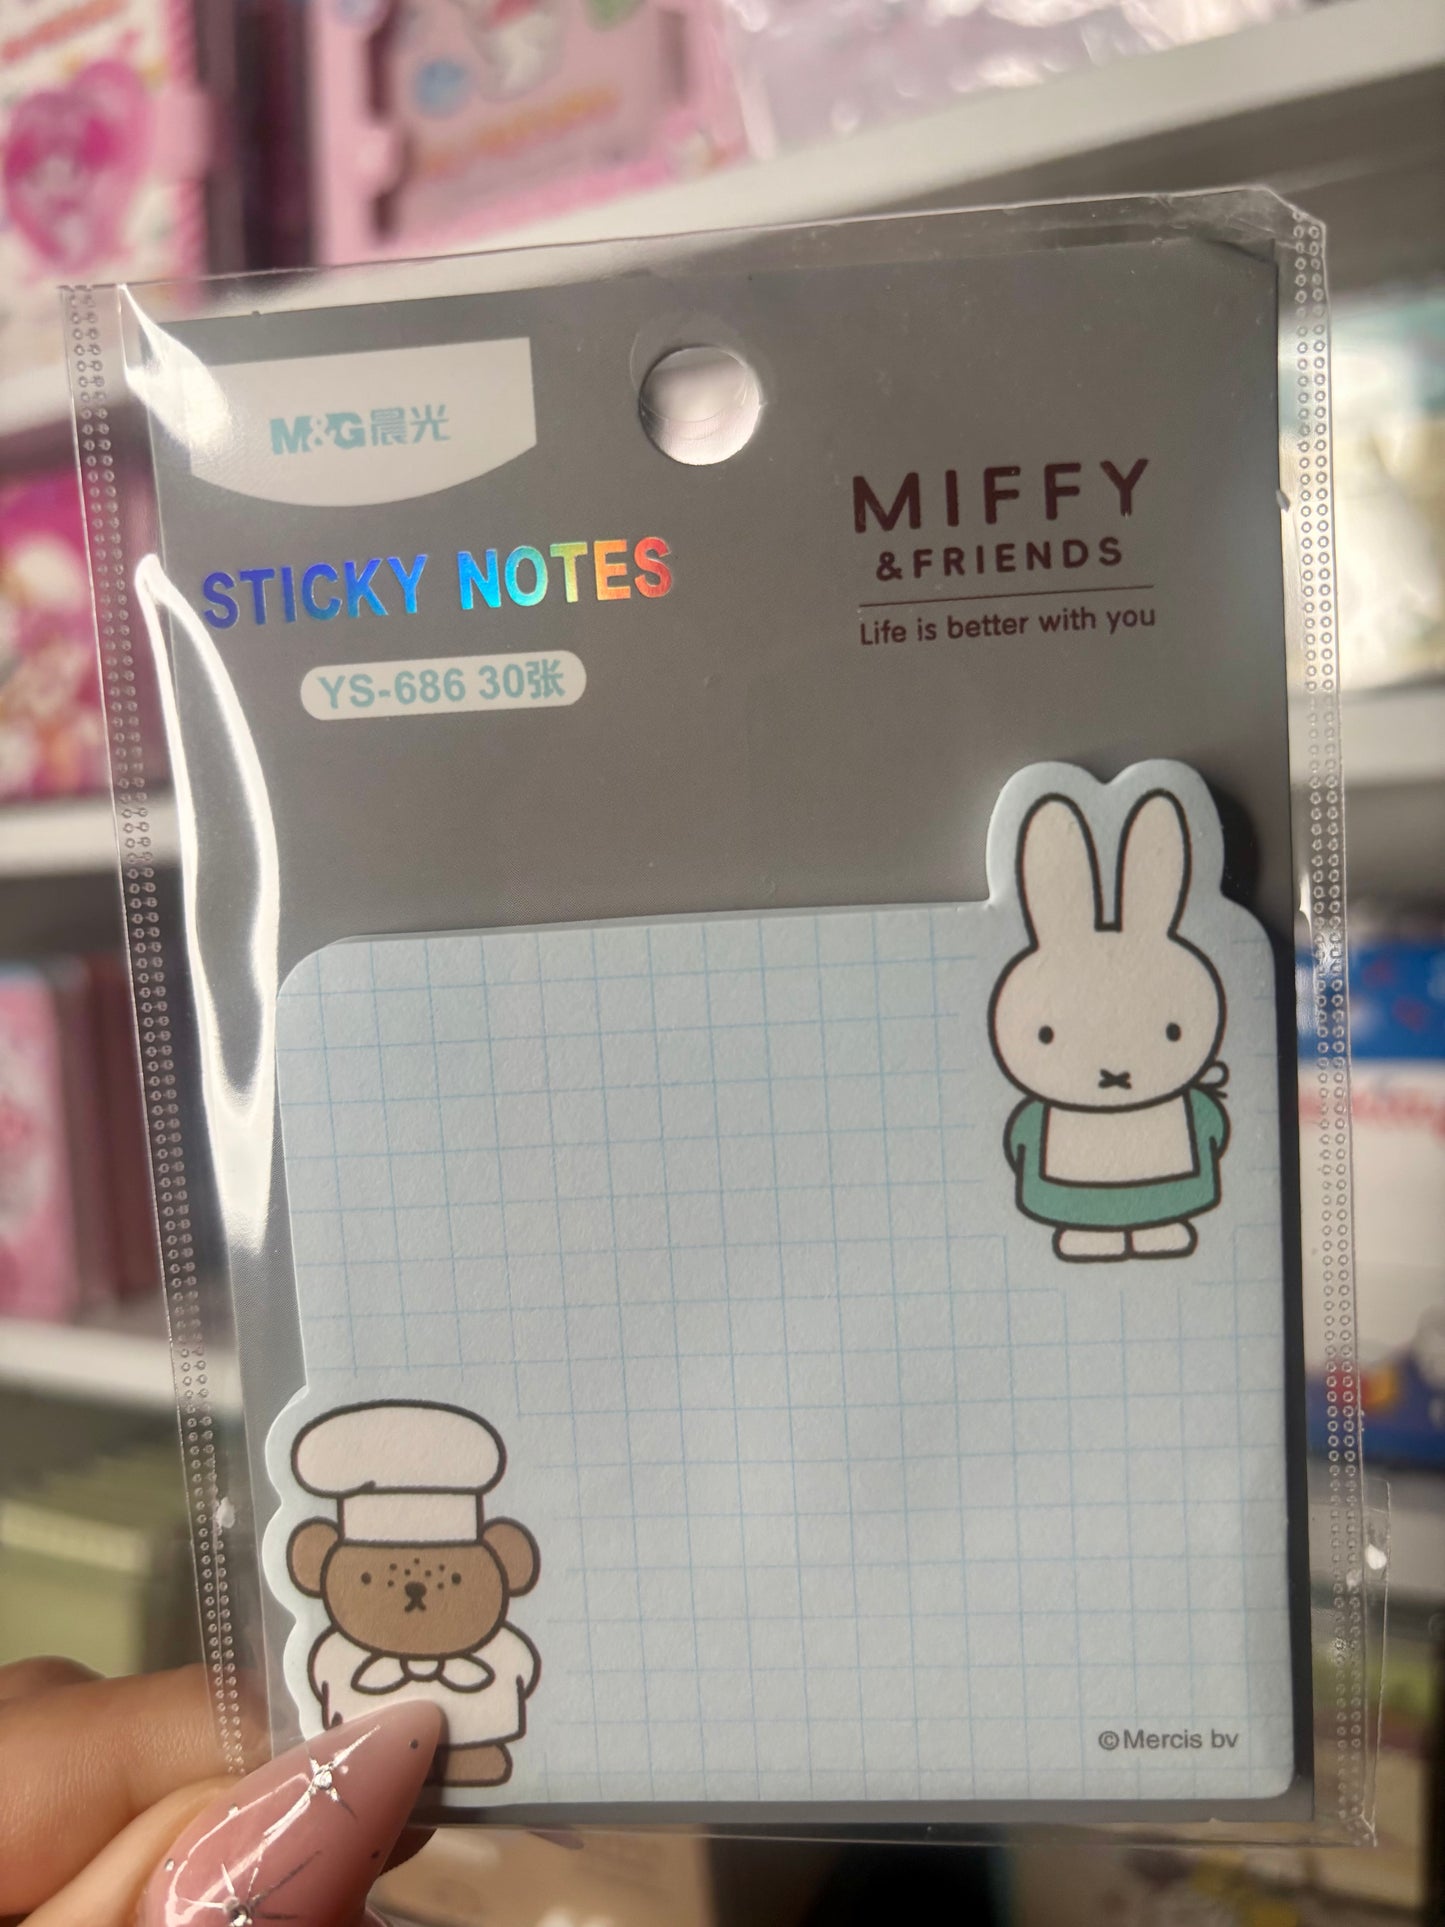 M&G晨光
STICKY NOTES
YS-686 30张
MIFFY
&FRIENDS
Life is better with you
©Mercis bv